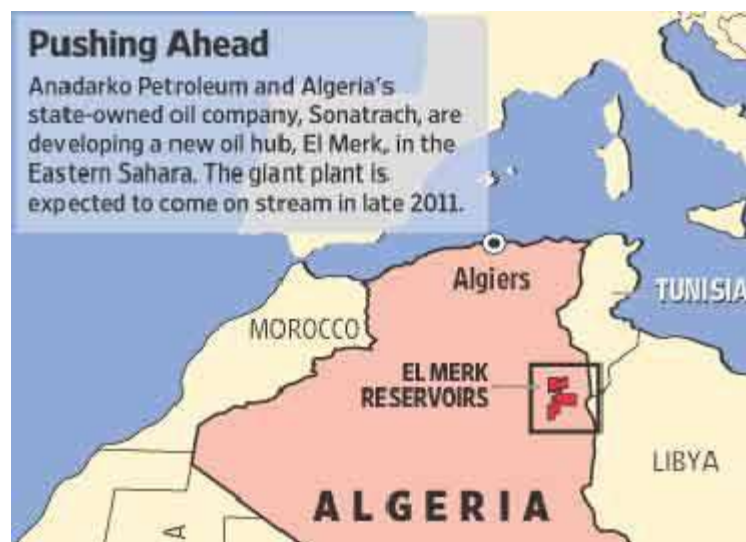 Pushing Ahead
Anadarko Petroleum and Algeria's
state-owned oil company, Sonatrach, are
developing a new oil hub, El Merk, in the
Eastern Sahara. The giant plant is
expected to come on stream in late 2011.
Algiers
TUNISIA
MOROCCO
EL MERK
RESERVOIRS
LIBYA
ALGERIA
A